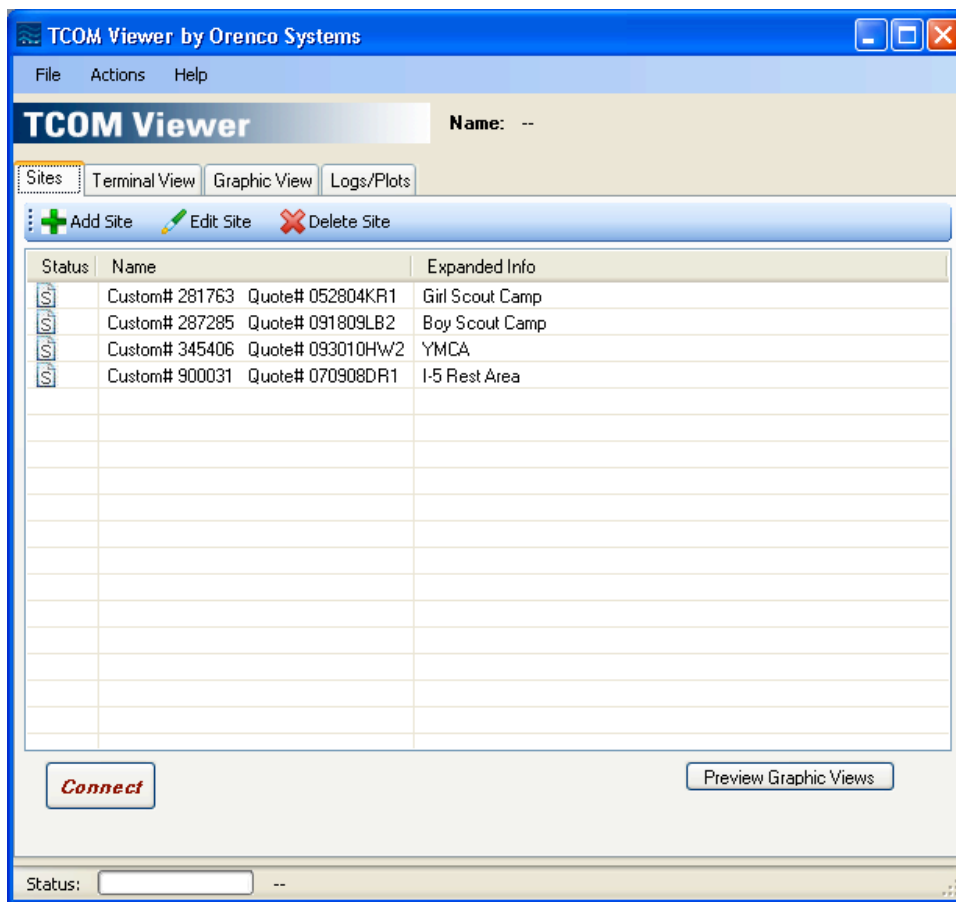 TCOM Viewer by Orenco Systems
File Actions Help
TCOM Viewer Name: --
Sites Terminal View Graphic View Logs/Plots
Add Site Edit Site Delete Site
Status Name Expanded Info
S Custom# 281763 Quote# 052804KR1 Girl Scout Camp
S Custom# 287285 Quote# 091809LB2 Boy Scout Camp
S Custom# 345406 Quote# 093010HW2 YMCA
S Custom# 900031 Quote# 070908DR1 I-5 Rest Area
Connect Preview Graphic Views
Status: --